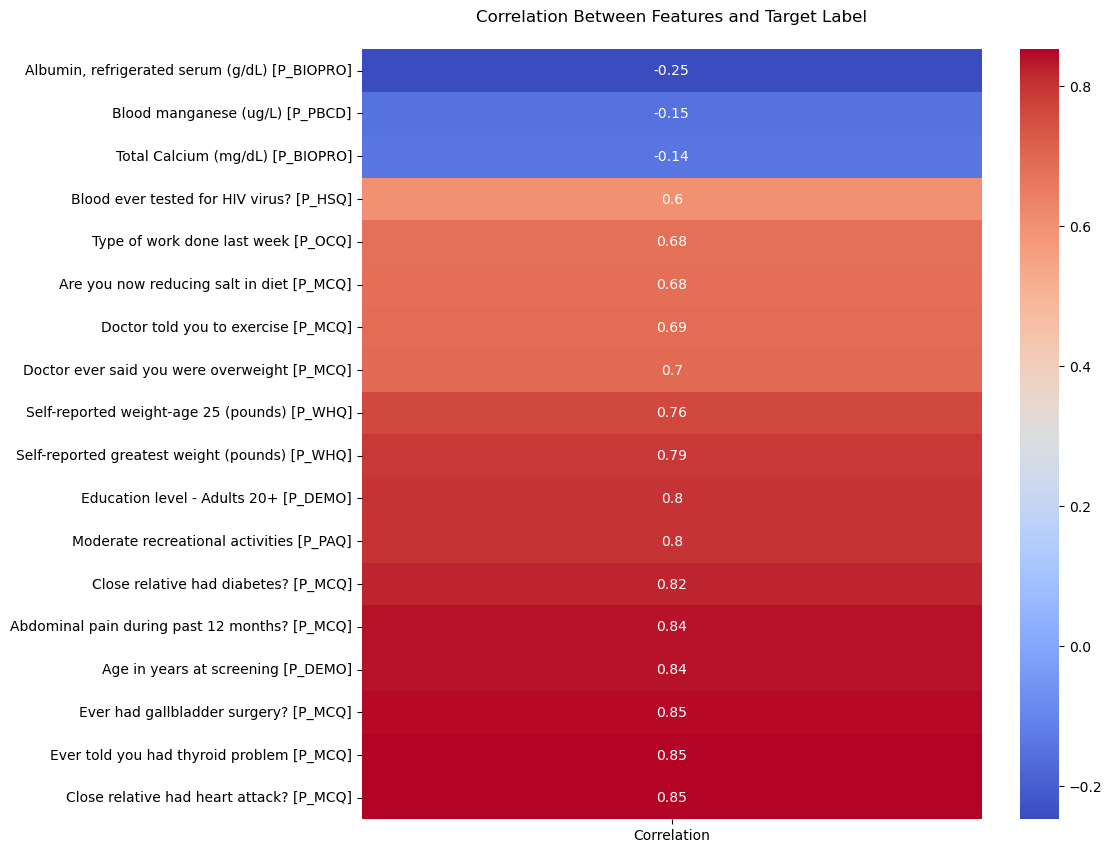 Correlation Between Features and Target Label
Albumin, refrigerated serum (g/dL) [P_BIOPRO] -0.25
Blood manganese (ug/L) [P_PBCD] -0.15
Total Calcium (mg/dL) [P_BIOPRO] -0.14
Blood ever tested for HIV virus? [P_HSQ] 0.6
Type of work done last week [P_OCQ] 0.68
Are you now reducing salt in diet [P_MCQ] 0.68
Doctor told you to exercise [P_MCQ] 0.69
Doctor ever said you were overweight [P_MCQ] 0.7
Self-reported weight-age 25 (pounds) [P_WHQ] 0.76
Self-reported greatest weight (pounds) [P_WHQ] 0.79
Education level - Adults 20+ [P_DEMO] 0.8
Moderate recreational activities [P_PAQ] 0.8
Close relative had diabetes? [P_MCQ] 0.82
Abdominal pain during past 12 months? [P_MCQ] 0.84
Age in years at screening [P_DEMO] 0.84
Ever had gallbladder surgery? [P_MCQ] 0.85
Ever told you had thyroid problem [P_MCQ] 0.85
Close relative had heart attack? [P_MCQ] 0.85
Correlation
0.8
0.6
0.4
0.2
0.0
−0.2